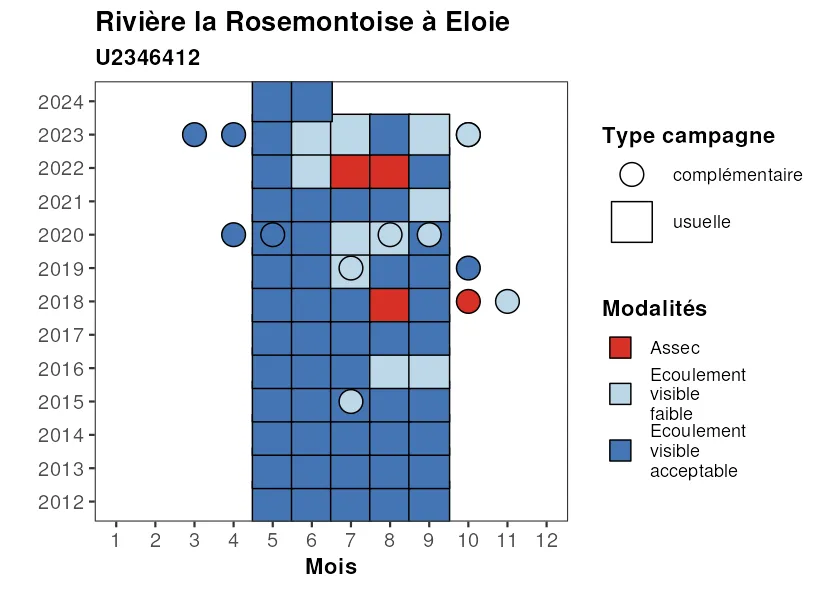 Rivière la Rosemontoise à Eloie
U2346412
2024
2023
2022
2021
2020
2019
2018
2017
2016
2015
2014
2013
2012
1 2 3 4 5 6 7 8 9 10 11 12
Mois
Type campagne
complémentaire
usuelle
Modalités
Assec
Ecoulement
visible
faible
Ecoulement
visible
acceptable